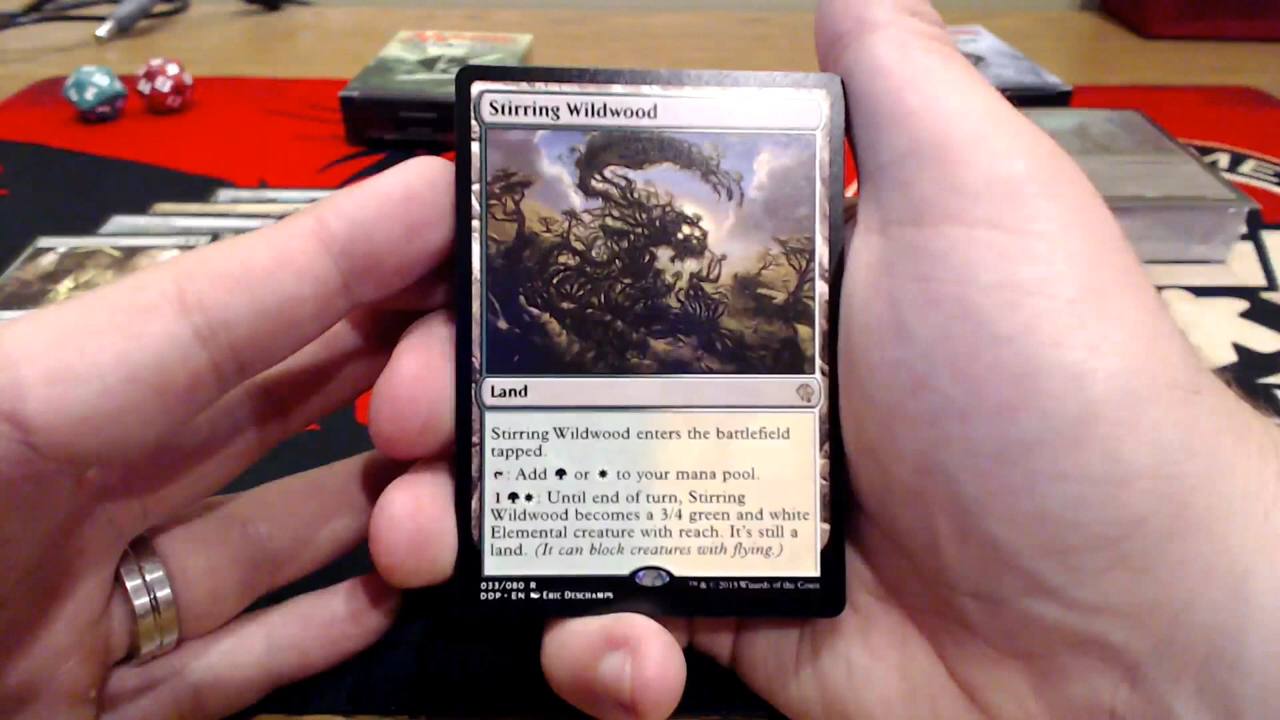 Stirring Wildwood
Land
Stirring Wildwood enters the battlefield
tapped.
: Add or to your mana pool.
1 : Until end of turn, Stirring
Wildwood becomes a 3/4 green and white
Elemental creature with reach. It's still a
land. (It can block creatures with flying.)
033/080 R
DDP • EN Eric Deschamps
™ & © 2015 Wizards of the Coast